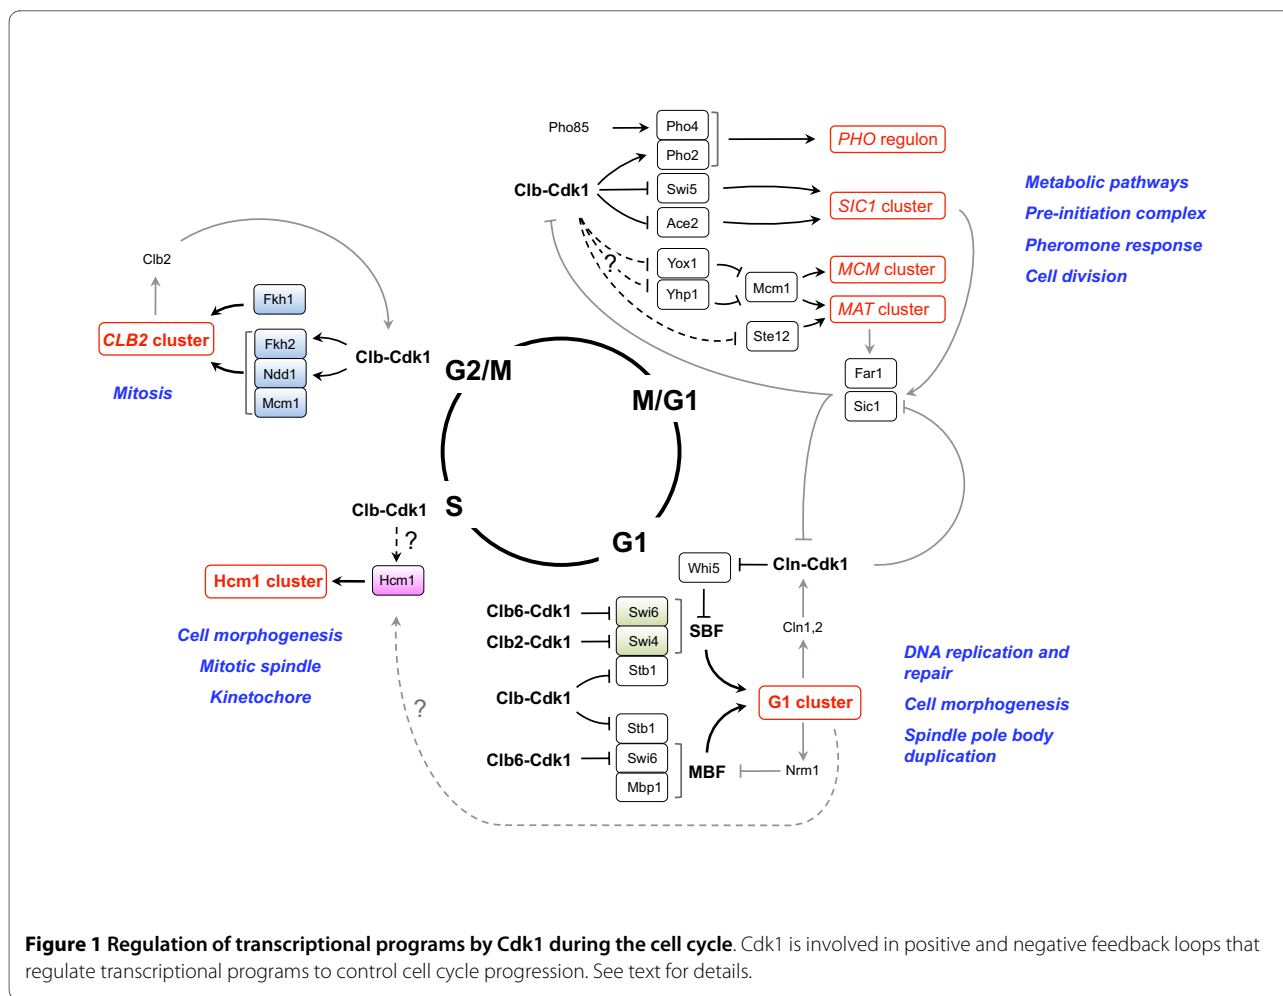 Pho85
Pho4
Pho2
PHO regulon
Clb-Cdk1
Swi5
Ace2
SIC1 cluster
?
Yox1
Yhp1
Mcm1
MCM cluster
MAT cluster
Ste12
Far1
Sic1
Metabolic pathways
Pre-initiation complex
Pheromone response
Cell division
Clb2
Fkh1
CLB2 cluster
Fkh2
Ndd1
Mcm1
Clb-Cdk1
Mitosis
G2/M
M/G1
S
G1
Clb-Cdk1
?
Hcm1 cluster
Hcm1
Cell morphogenesis
Mitotic spindle
Kinetochore
?
Whi5
Cln-Cdk1
Clb6-Cdk1
Swi6
SBF
Clb2-Cdk1
Swi4
Stb1
Cln1,2
Clb-Cdk1
G1 cluster
Stb1
Clb6-Cdk1
Swi6
Mbp1
MBF
Nrm1
DNA replication and
repair
Cell morphogenesis
Spindle pole body
duplication
Figure 1 Regulation of transcriptional programs by Cdk1 during the cell cycle. Cdk1 is involved in positive and negative feedback loops that
regulate transcriptional programs to control cell cycle progression. See text for details.